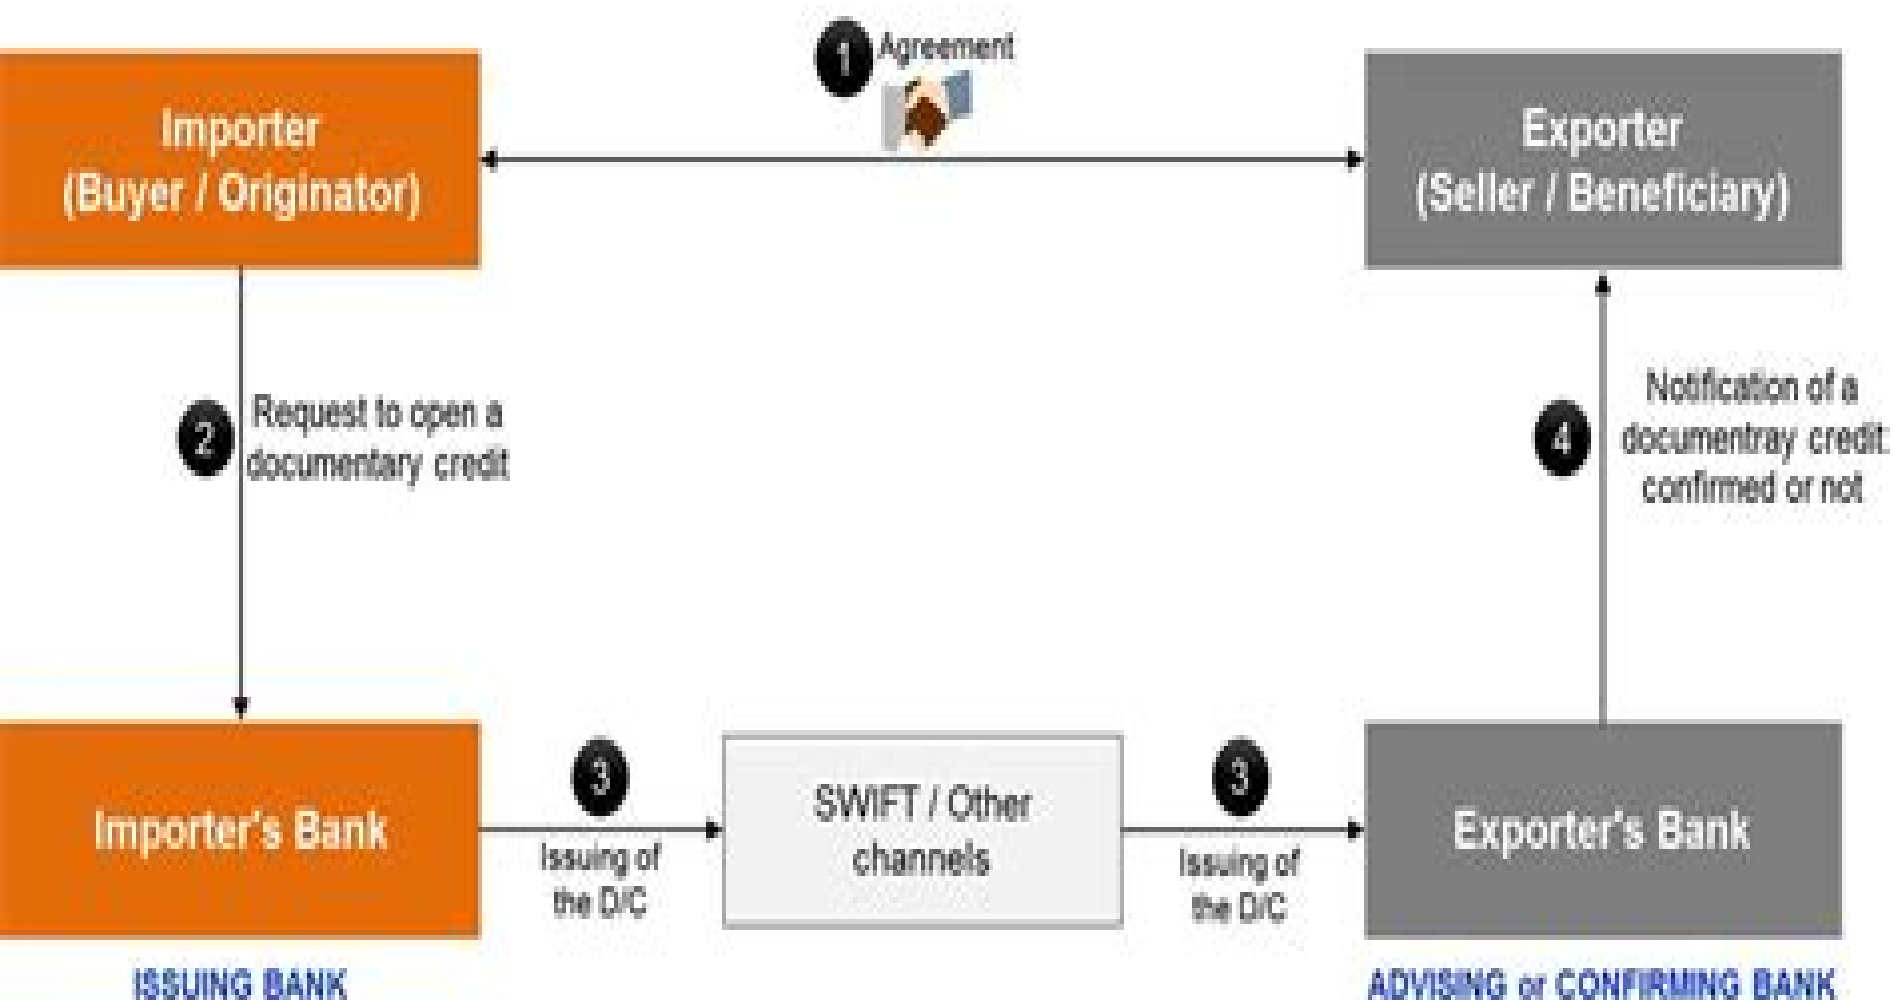 1 Agreement
Importer
(Buyer / Originator)
Exporter
(Seller / Beneficiary)
2
Request to open a
documentary credit
4
Notification of a
documentray credit:
confirmed or not
Importer's Bank
3
Issuing of
the D/C
SWIFT / Other
channels
3
Issuing of
the D/C
Exporter's Bank
ISSUING BANK
ADVISING or CONFIRMING BANK